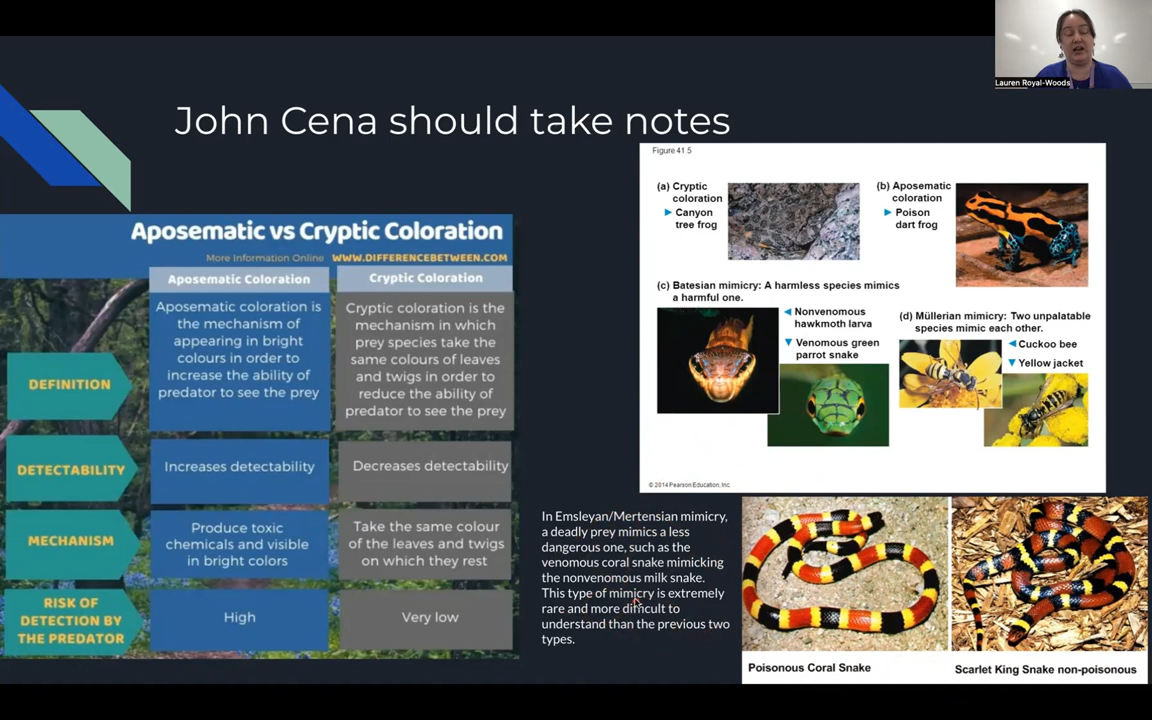 Lauren Royal-Woods
John Cena should take notes
Aposematic vs Cryptic Coloration
More Information Online WWW.DIFFERENCEBETWEEN.COM
Aposematic Coloration
Cryptic Coloration
DEFINITION
Aposematic coloration is
the mechanism of
appearing in bright
colours in order to
increase the ability of
predator to see the prey
Cryptic coloration is the
mechanism in which
prey species take the
same colours of leaves
and twigs in order to
reduce the ability of
predator to see the prey
DETECTABILITY
Increases detectability
Decreases detectability
MECHANISM
Produce toxic
chemicals and visible
in bright colors
Take the same colour
of the leaves and twigs
on which they rest
RISK OF
DETECTION BY
THE PREDATOR
High
Very low
Figure 41.5
(a) Cryptic
coloration
Canyon
tree frog
(b) Aposematic
coloration
Poison
dart frog
(c) Batesian mimicry: A harmless species mimics
a harmful one.
Nonvenomous
hawkmoth larva
Venomous green
parrot snake
(d) Müllerian mimicry: Two unpalatable
species mimic each other.
Cuckoo bee
Yellow jacket
© 2014 Pearson Education, Inc.
In Emsleyan/Mertensian mimicry,
a deadly prey mimics a less
dangerous one, such as the
venomous coral snake mimicking
the nonvenomous milk snake.
This type of mimicry is extremely
rare and more difficult to
understand than the previous two
types.
Poisonous Coral Snake
Scarlet King Snake non-poisonous